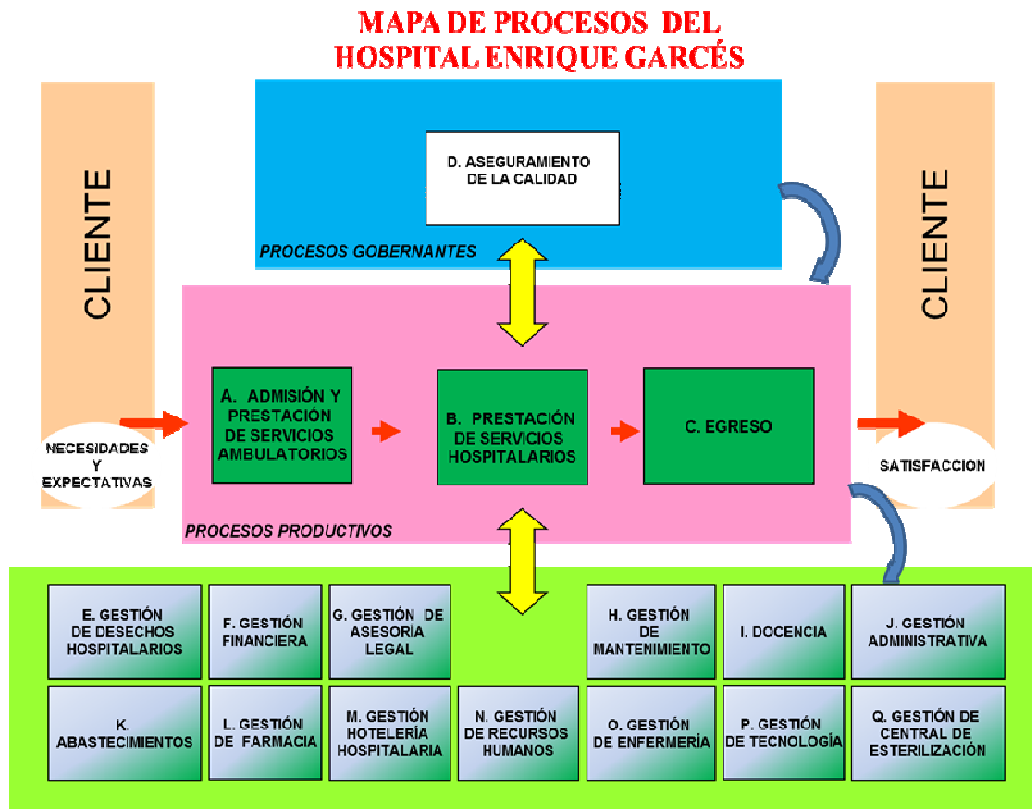 MAPA DE PROCESOS DEL
HOSPITAL ENRIQUE GARCÉS
CLIENTE
NECESIDADES
Y
EXPECTATIVAS
D. ASEGURAMIENTO
DE LA CALIDAD
PROCESOS GOBERNANTES
A. ADMISIÓN Y
PRESTACIÓN
DE SERVICIOS
AMBULATORIOS
B. PRESTACIÓN
DE SERVICIOS
HOSPITALARIOS
C. EGRESO
PROCESOS PRODUCTIVOS
CLIENTE
SATISFACCION
E. GESTIÓN
DE DESECHOS
HOSPITALARIOS
F. GESTIÓN
FINANCIERA
G. GESTIÓN DE
ASESORÍA
LEGAL
H. GESTIÓN
DE
MANTENIMIENTO
I. DOCENCIA
J. GESTIÓN
ADMINISTRATIVA
K.
ABASTECIMIENTOS
L. GESTIÓN
DE FARMACIA
M. GESTIÓN
HOTELERÍA
HOSPITALARIA
N. GESTIÓN
DE RECURSOS
HUMANOS
O. GESTIÓN
DE ENFERMERÍA
P. GESTIÓN
DE TECNOLOGÍA
Q. GESTIÓN DE
CENTRAL DE
ESTERILIZACIÓN